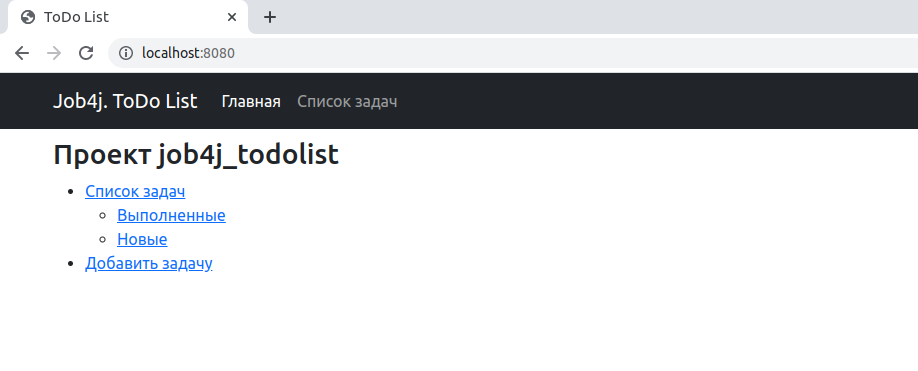 ToDo List
localhost:8080
Job4j. ToDo List Главная Список задач
Проект job4j_todolist
Список задач
Выполненные
Новые
Добавить задачу